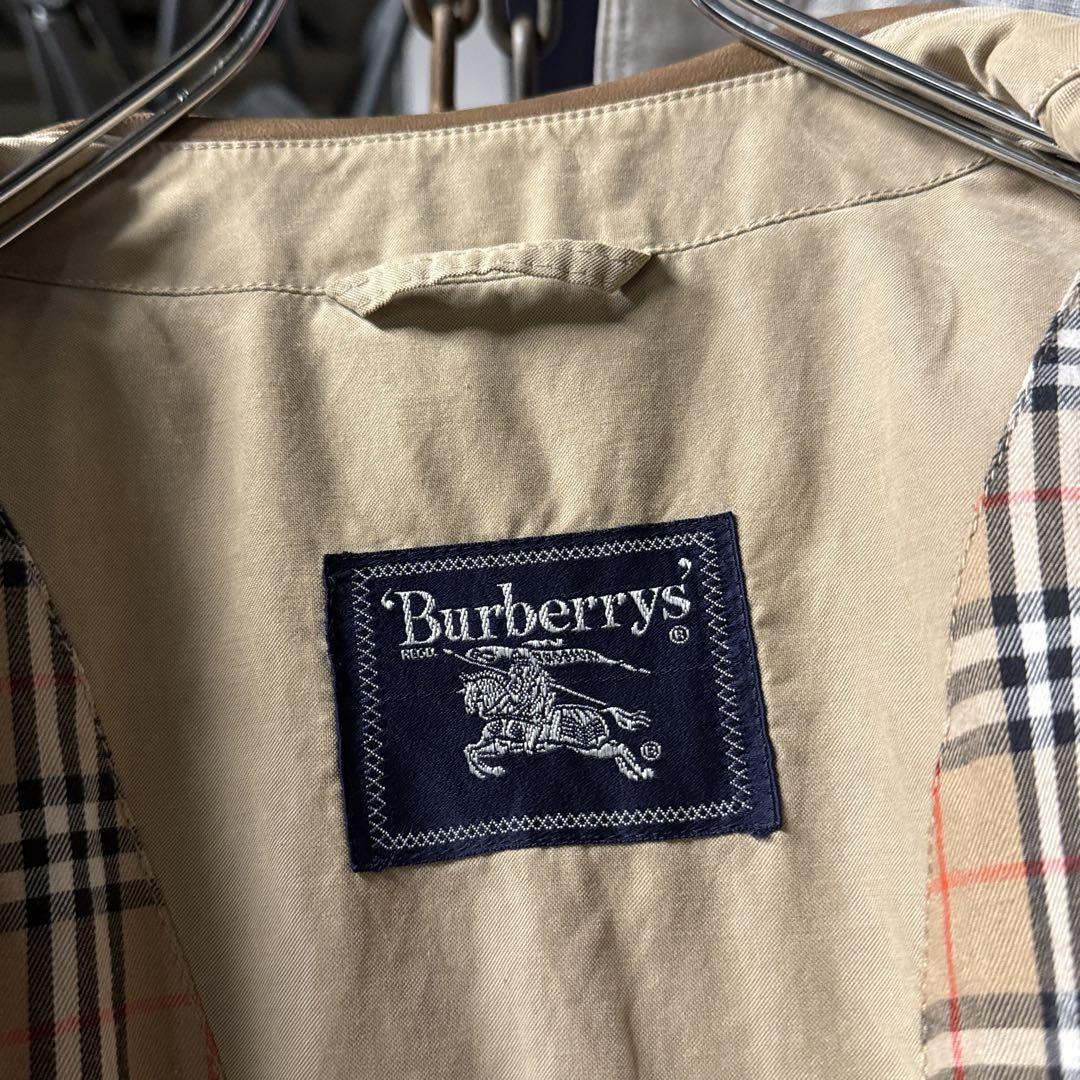 ‘Burberrys’
REGD. ®
®